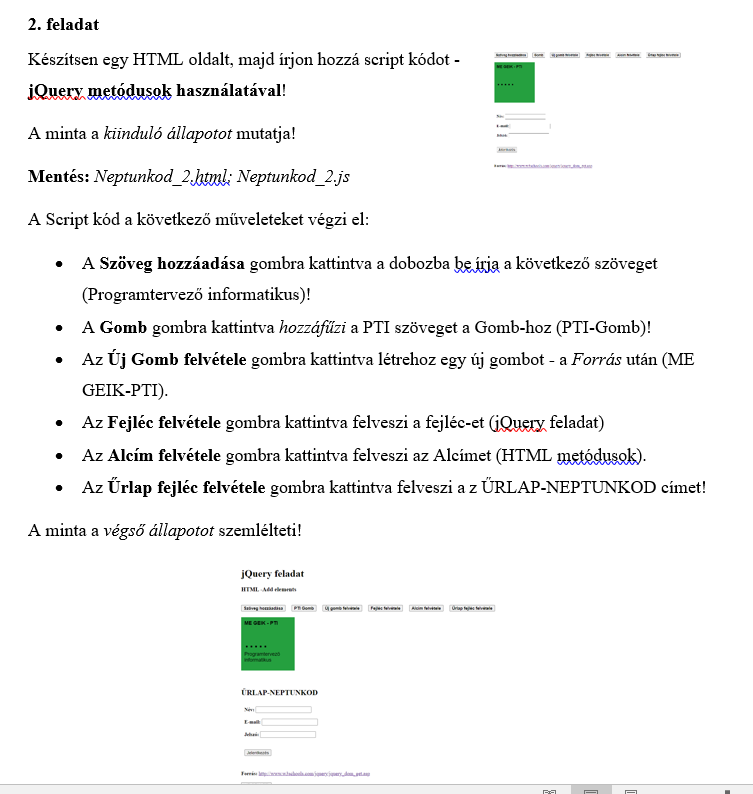 2. feladat
Készítsen egy HTML oldalt, majd írjon hozzá script kódot -
jQuery metódusok használatával!
A minta a kiinduló állapotot mutatja!
Mentés: Neptunkod_2.html; Neptunkod_2.js
Szöveg hozzáadása Gomb Új gomb felvétele Fejléc felvétele Alcím felvétele Űrlap fejléc felvétele
ME GEIK - PTI
Név:
E-mail:
Jelszó:
Jelentkezés
Forrás: http://www.w3schools.com/jquery/jquery_dom_get.asp
A Script kód a következő műveleteket végzi el:
A Szöveg hozzáadása gombra kattintva a dobozba be írja a következő szöveget
(Programtervező informatikus)!
A Gomb gombra kattintva hozzáfűzi a PTI szöveget a Gomb-hoz (PTI-Gomb)!
Az Új Gomb felvétele gombra kattintva létrehoz egy új gombot - a Forrás után (ME
GEIK-PTI).
Az Fejléc felvétele gombra kattintva felveszi a fejléc-et (jQuery feladat)
Az Alcím felvétele gombra kattintva felveszi az Alcímet (HTML metódusok).
Az Űrlap fejléc felvétele gombra kattintva felveszi a z ŰRLAP-NEPTUNKOD címet!
A minta a végső állapotot szemlélteti!
jQuery feladat
HTML -Add elements
Szöveg hozzáadása PTI Gomb Új gomb felvétele Fejléc felvétele Alcím felvétele Űrlap fejléc felvétele
ME GEIK - PTI
Programtervező
informatikus
ŰRLAP-NEPTUNKOD
Név:
E-mail:
Jelszó:
Jelentkezés
Forrás: http://www.w3schools.com/jquery/jquery_dom_get.asp